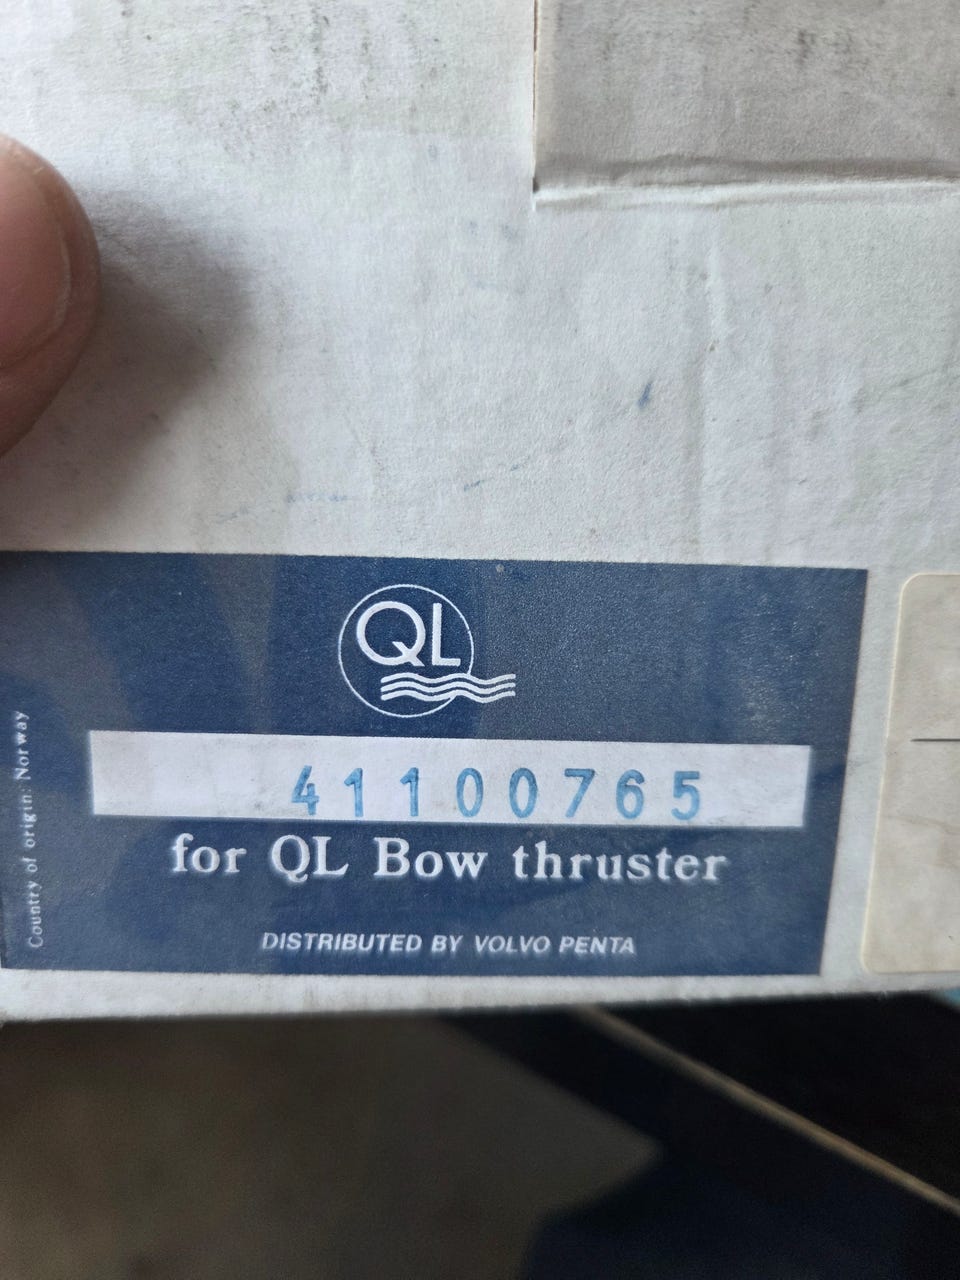 QL
41100765
for QL Bow thruster
DISTRIBUTED BY VOLVO PENTA
Country of origin: Norway